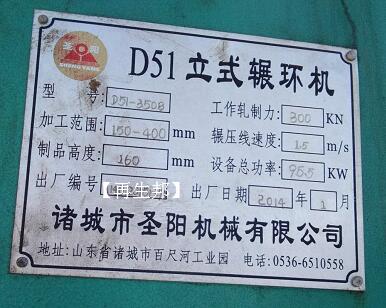 圣阳
SHENGYANG
D51立式辗环机
型 号: D51-350B 工作轧制力: 300 KN
加工范围: 150-400 mm 辗压线速度: 1.5 m/s
制品高度: 160 mm 设备总功率: 95.5 KW
出厂编号 【再生邦】 出厂日期 2014 年 1 月
诸城市圣阳机械有限公司
地址:山东省诸城市百尺河工业园 电话:0536-6510558